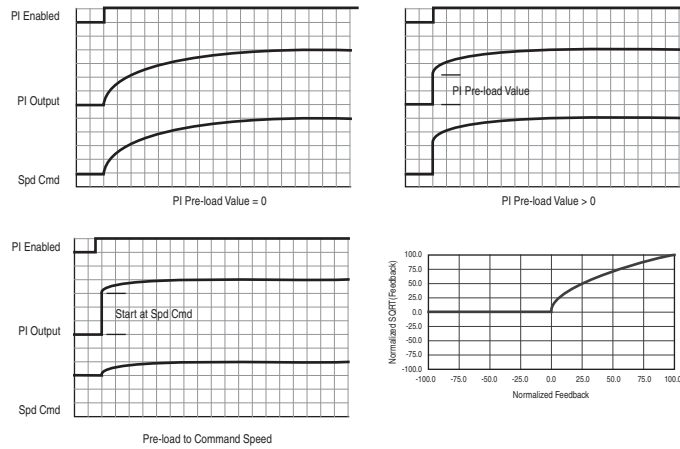 PI Enabled
PI Output
Spd Cmd
PI Pre-load Value = 0
PI Pre-load Value
PI Pre-load Value > 0
PI Enabled
PI Output
Start at Spd Cmd
Spd Cmd
Pre-load to Command Speed
Normalized SQRT(Feedback)
100.0
75.0
50.0
25.0
0.0
-25.0
-50.0
-75.0
-100.0
-100.0 -75.0 -50.0 -25.0 0.0 25.0 50.0 75.0 100.0
Normalized Feedback